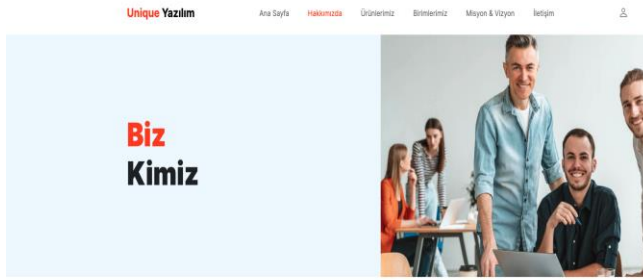 Unique Yazılım
Ana Sayfa Hakkımızda Ürünlerimiz Birimlerimiz Misyon & Vizyon İletişim
Biz
Kimiz